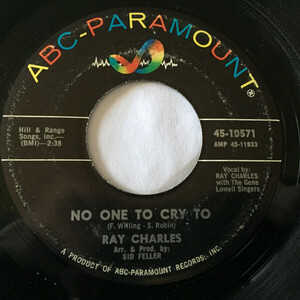 ABC-PARAMOUNT®
Hill & Range
Songs, Inc.—
(BMI)—2:38
45-10571
AMP 45-11933
Vocal by:
RAY CHARLES
with The Gene
Lowell Singers
NO ONE TO CRY TO
(F. Willing - S. Robin)
RAY CHARLES
Arr. & Prod. by:
SID FELLER
A PRODUCT OF ABC-PARAMOUNT RECORDS, INC.